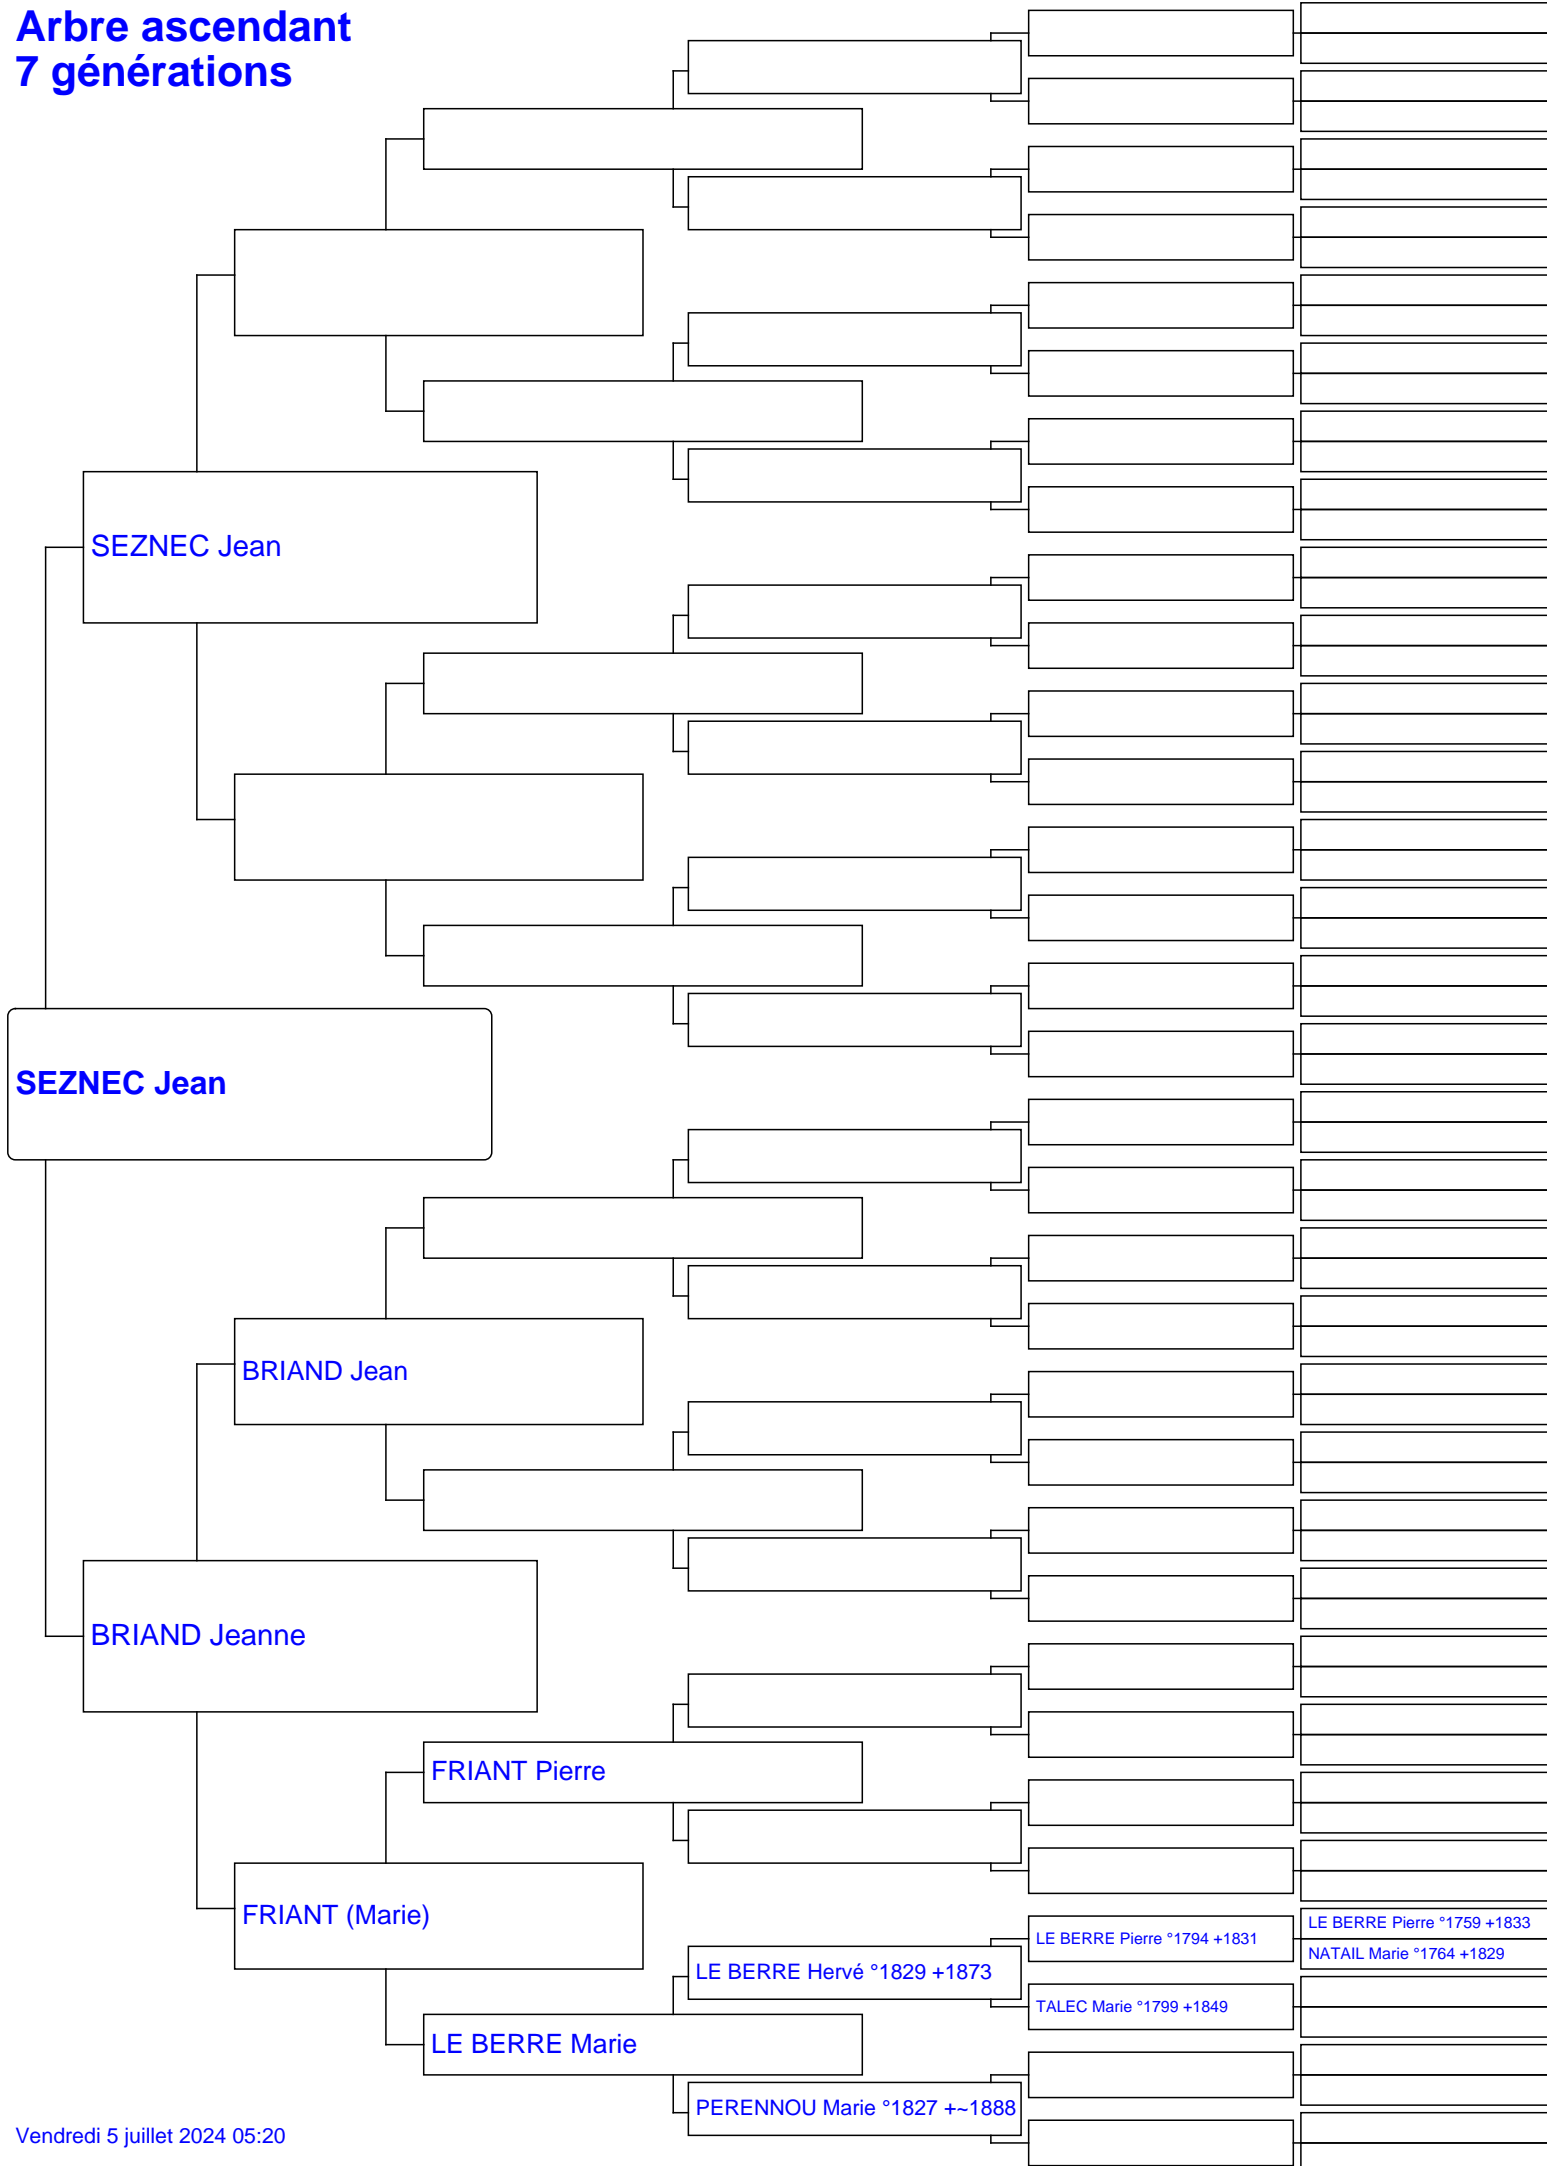 Arbre ascendant
7 générations
SEZNEC Jean
SEZNEC Jean
BRIAND Jean
BRIAND Jeanne
FRIANT Pierre
FRIANT (Marie)
LE BERRE Pierre °1759 +1833
LE BERRE Pierre °1794 +1831
NATAIL Marie °1764 +1829
LE BERRE Hervé °1829 +1873
TALEC Marie °1799 +1849
LE BERRE Marie
PERENNOU Marie °1827 +~1888
Vendredi 5 juillet 2024 05:20